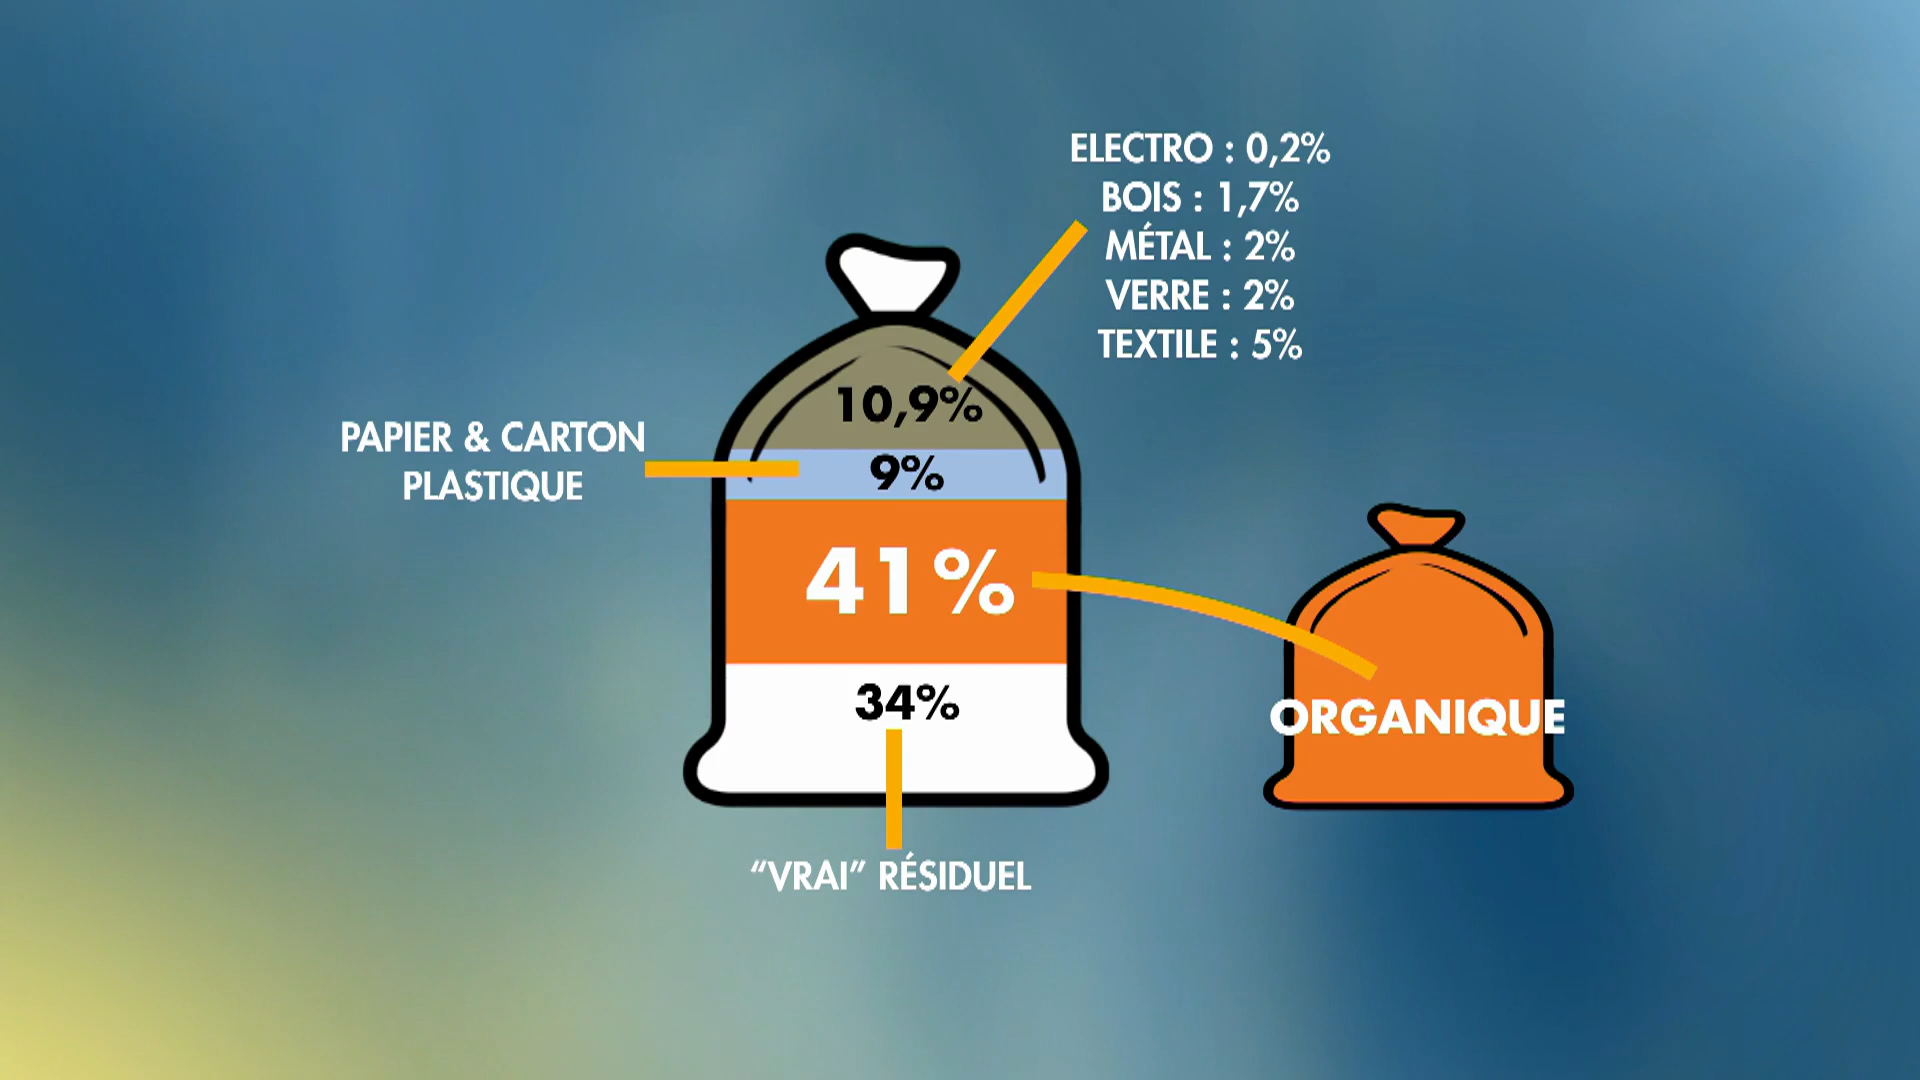 ELECTRO : 0,2%
BOIS : 1,7%
MÉTAL : 2%
VERRE : 2%
TEXTILE : 5%
10,9%
PAPIER & CARTON
PLASTIQUE
9%
41%
ORGANIQUE
34%
“VRAI” RÉSIDUEL